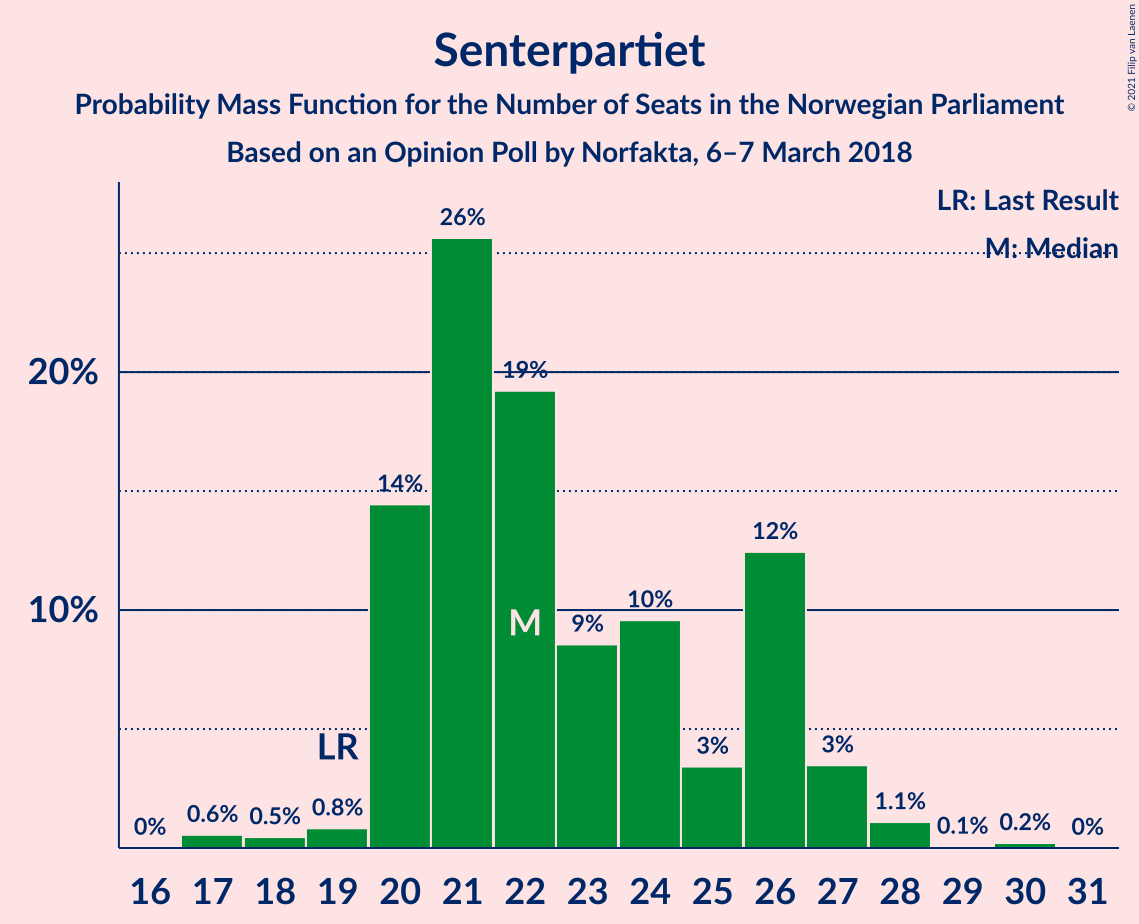 Senterpartiet
Probability Mass Function for the Number of Seats in the Norwegian Parliament
Based on an Opinion Poll by Norfakta, 6–7 March 2018
© 2021 Filip van Laenen
LR: Last Result
M: Median
26%
20%
19%
14%
12%
10%
10%
9%
M
LR
3%
3%
0%
0.6%
0.5%
0.8%
1.1%
0.1%
0.2%
0%
16 17 18 19 20 21 22 23 24 25 26 27 28 29 30 31